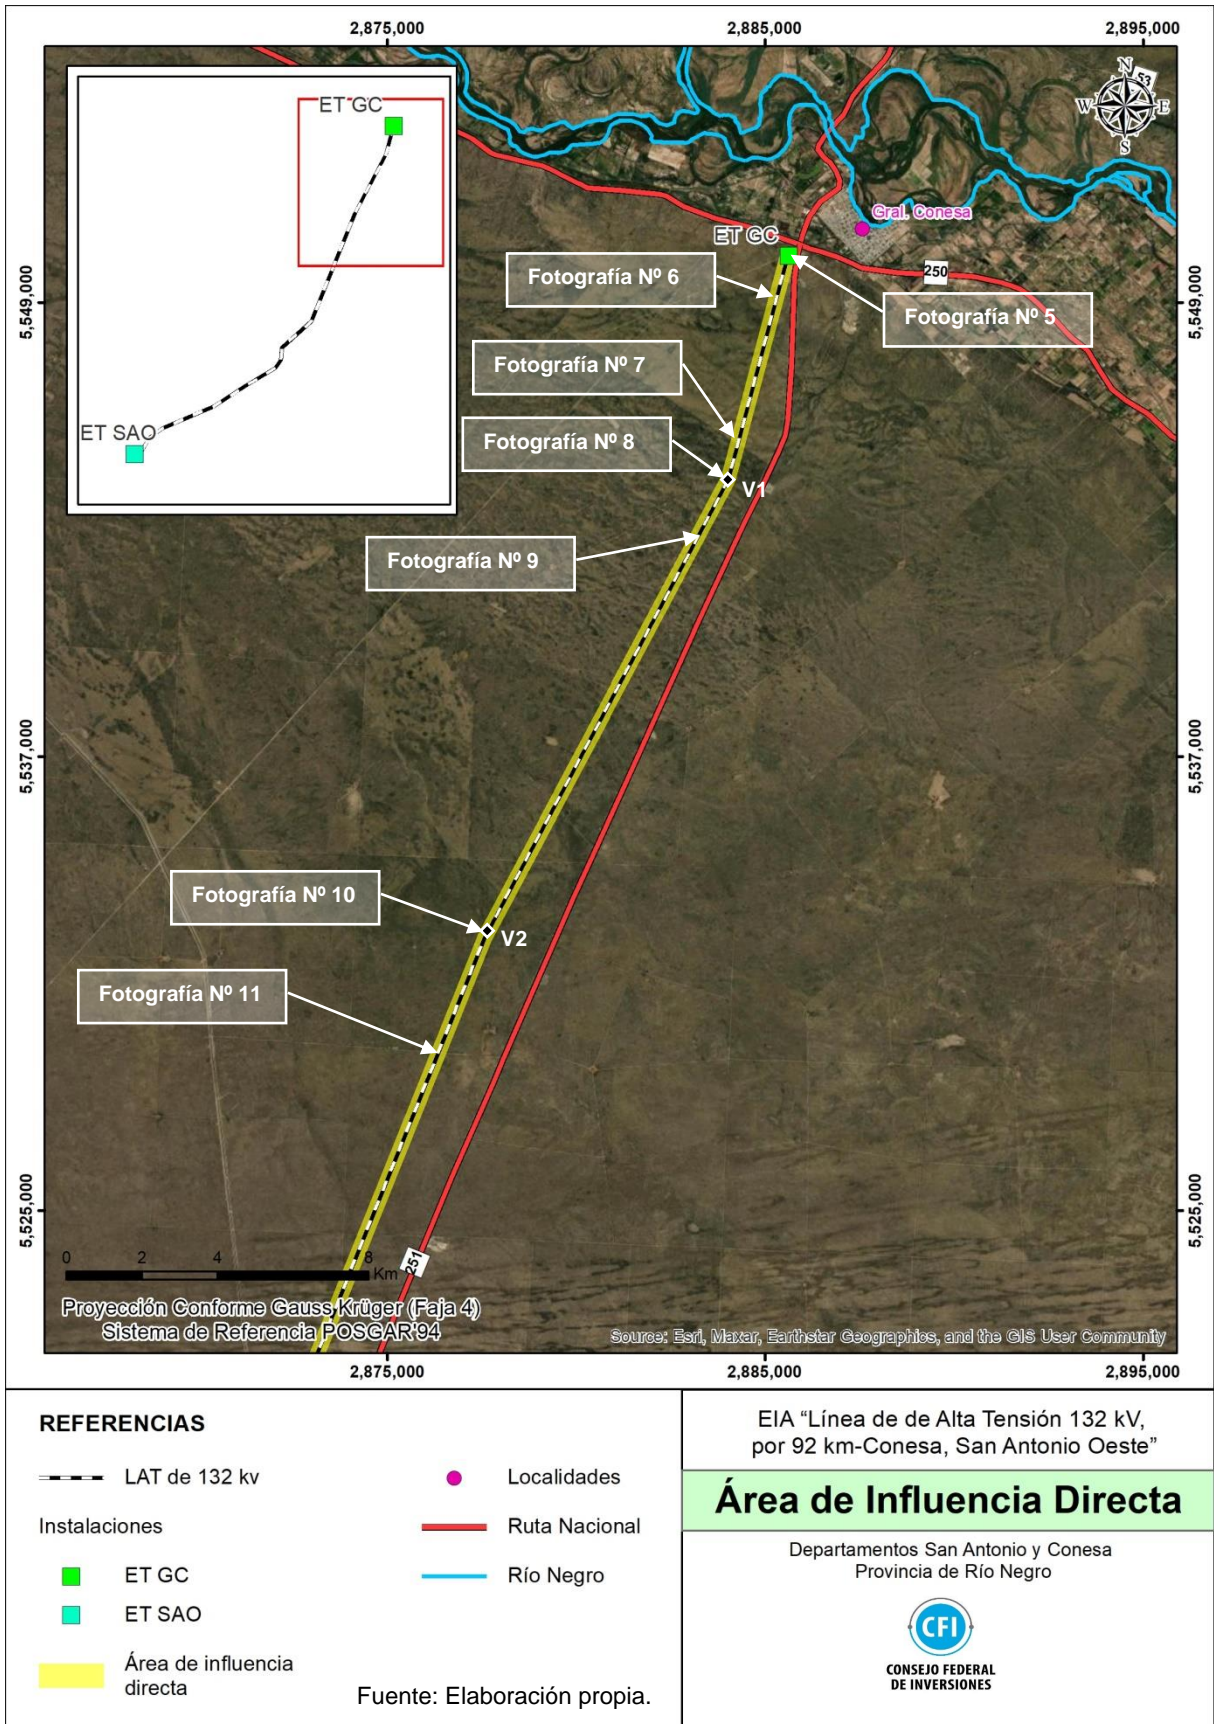 2,875,000
2,885,000
2,895,000
N
W
E
S
53
ET GC
ET SAO
Gral. Conesa
ET GC
250
5,549,000
5,549,000
Fotografía Nº 6
Fotografía Nº 5
Fotografía Nº 7
Fotografía Nº 8
V1
Fotografía Nº 9
5,537,000
5,537,000
Fotografía Nº 10
V2
Fotografía Nº 11
5,525,000
5,525,000
251
0 2 4 8
Km
Proyección Conforme Gauss Krüger (Faja 4)
Sistema de Referencia POSGAR'94
Source: Esri, Maxar, Earthstar Geographics, and the GIS User Community
2,875,000
2,885,000
2,895,000
REFERENCIAS
LAT de 132 kv
Instalaciones
ET GC
ET SAO
Área de influencia
directa
Localidades
Ruta Nacional
Río Negro
Fuente: Elaboración propia.
EIA “Línea de de Alta Tensión 132 kV,
por 92 km-Conesa, San Antonio Oeste”
Área de Influencia Directa
Departamentos San Antonio y Conesa
Provincia de Río Negro
CFI
CONSEJO FEDERAL
DE INVERSIONES